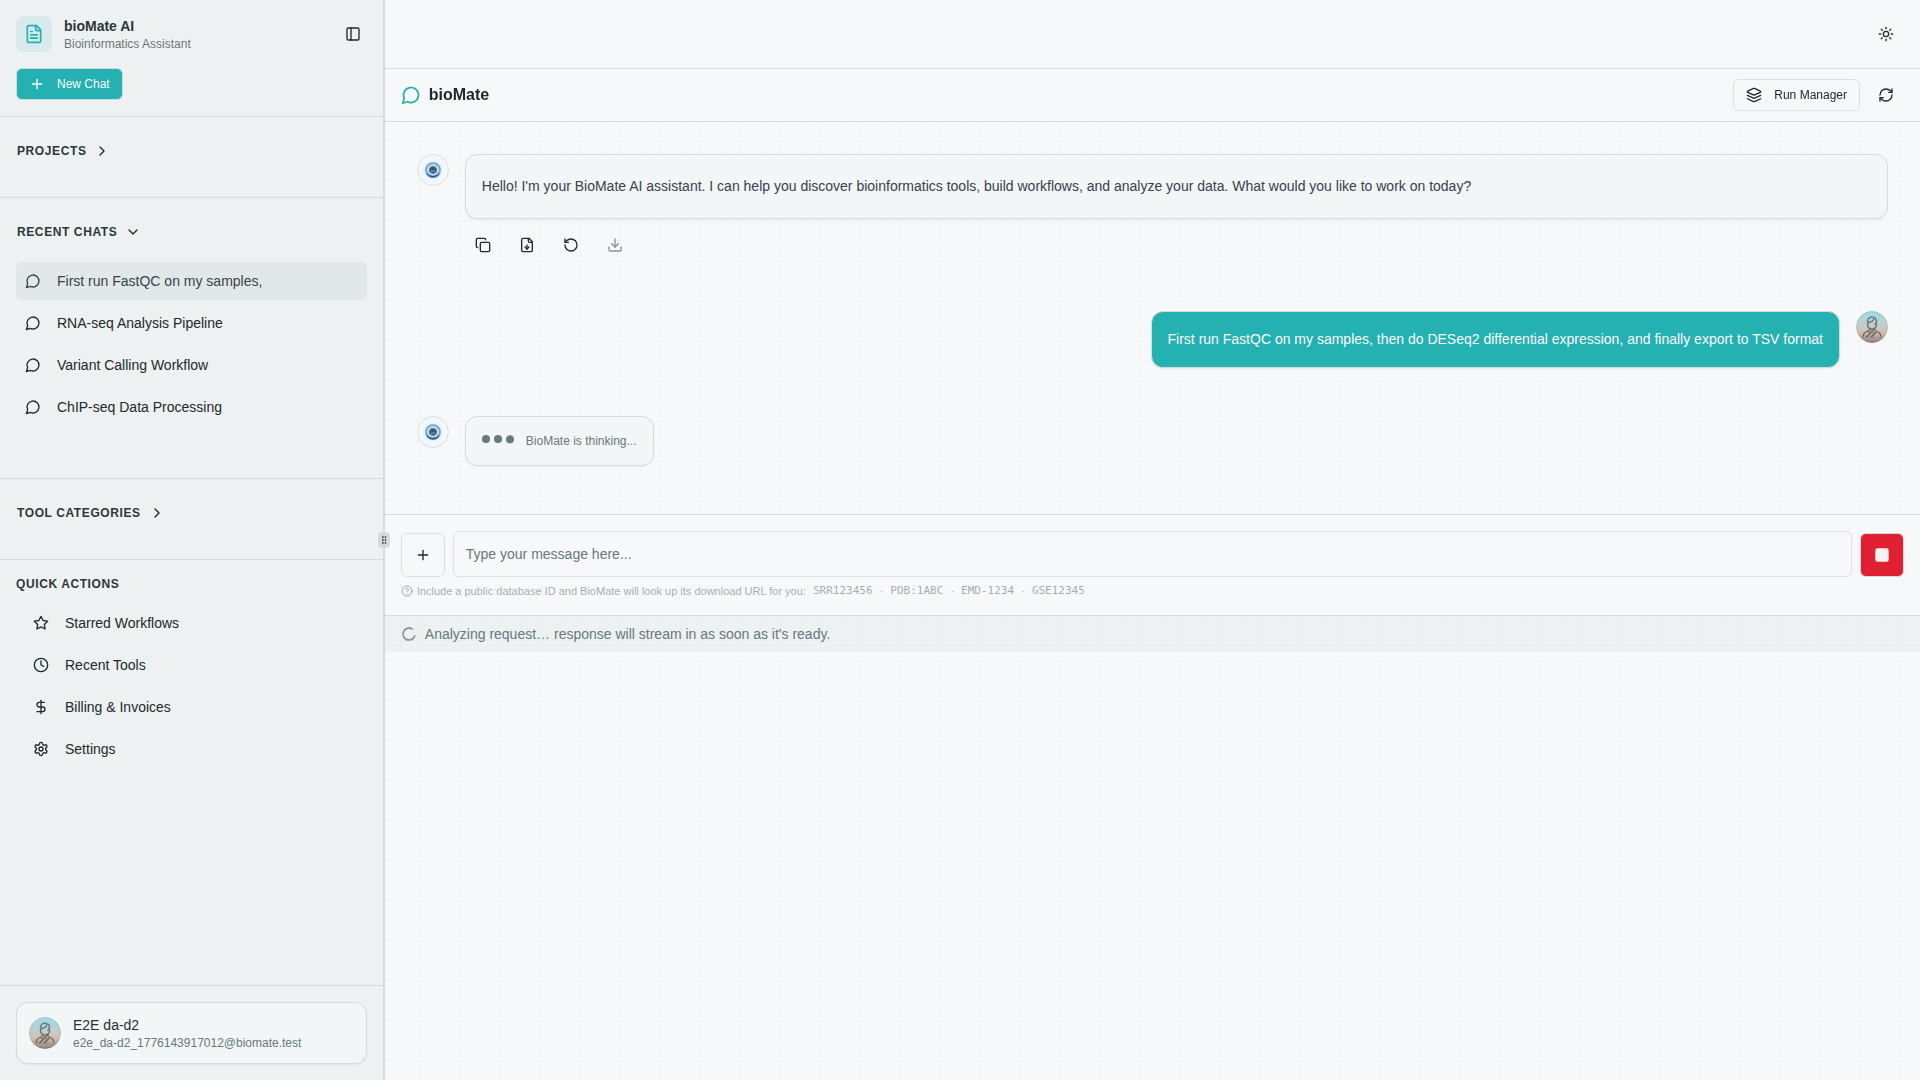 bioMate AI
Bioinformatics Assistant
New Chat
PROJECTS
RECENT CHATS
First run FastQC on my samples,
RNA-seq Analysis Pipeline
Variant Calling Workflow
ChIP-seq Data Processing
TOOL CATEGORIES
QUICK ACTIONS
Starred Workflows
Recent Tools
Billing & Invoices
Settings
E2E da-d2
e2e_da-d2_1776143917012@biomate.test
bioMate
Run Manager
Hello! I'm your BioMate AI assistant. I can help you discover bioinformatics tools, build workflows, and analyze your data. What would you like to work on today?
First run FastQC on my samples, then do DESeq2 differential expression, and finally export to TSV format
BioMate is thinking...
Type your message here...
Include a public database ID and BioMate will look up its download URL for you: SRR123456 · PDB:1ABC · EMD-1234 · GSE12345
Analyzing request… response will stream in as soon as it's ready.